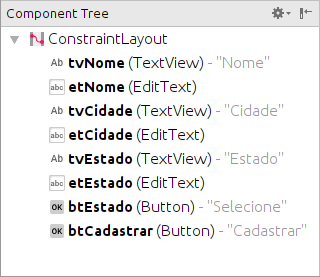 Component Tree
ConstraintLayout
Ab tvNome (TextView) - "Nome"
abc etNome (EditText)
Ab tvCidade (TextView) - "Cidade"
abc etCidade (EditText)
Ab tvEstado (TextView) - "Estado"
abc etEstado (EditText)
OK btEstado (Button) - "Selecione"
OK btCadastrar (Button) - "Cadastrar"